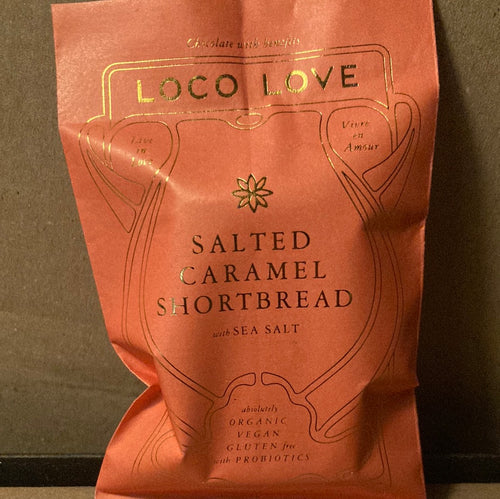 Chocolate with benefits
LOCO LOVE
Live
in
Love
Vivre
en
Amour
SALTED
CARAMEL
SHORTBREAD
with SEA SALT
absolutely
ORGANIC
VEGAN
GLUTEN free
with PROBIOTICS